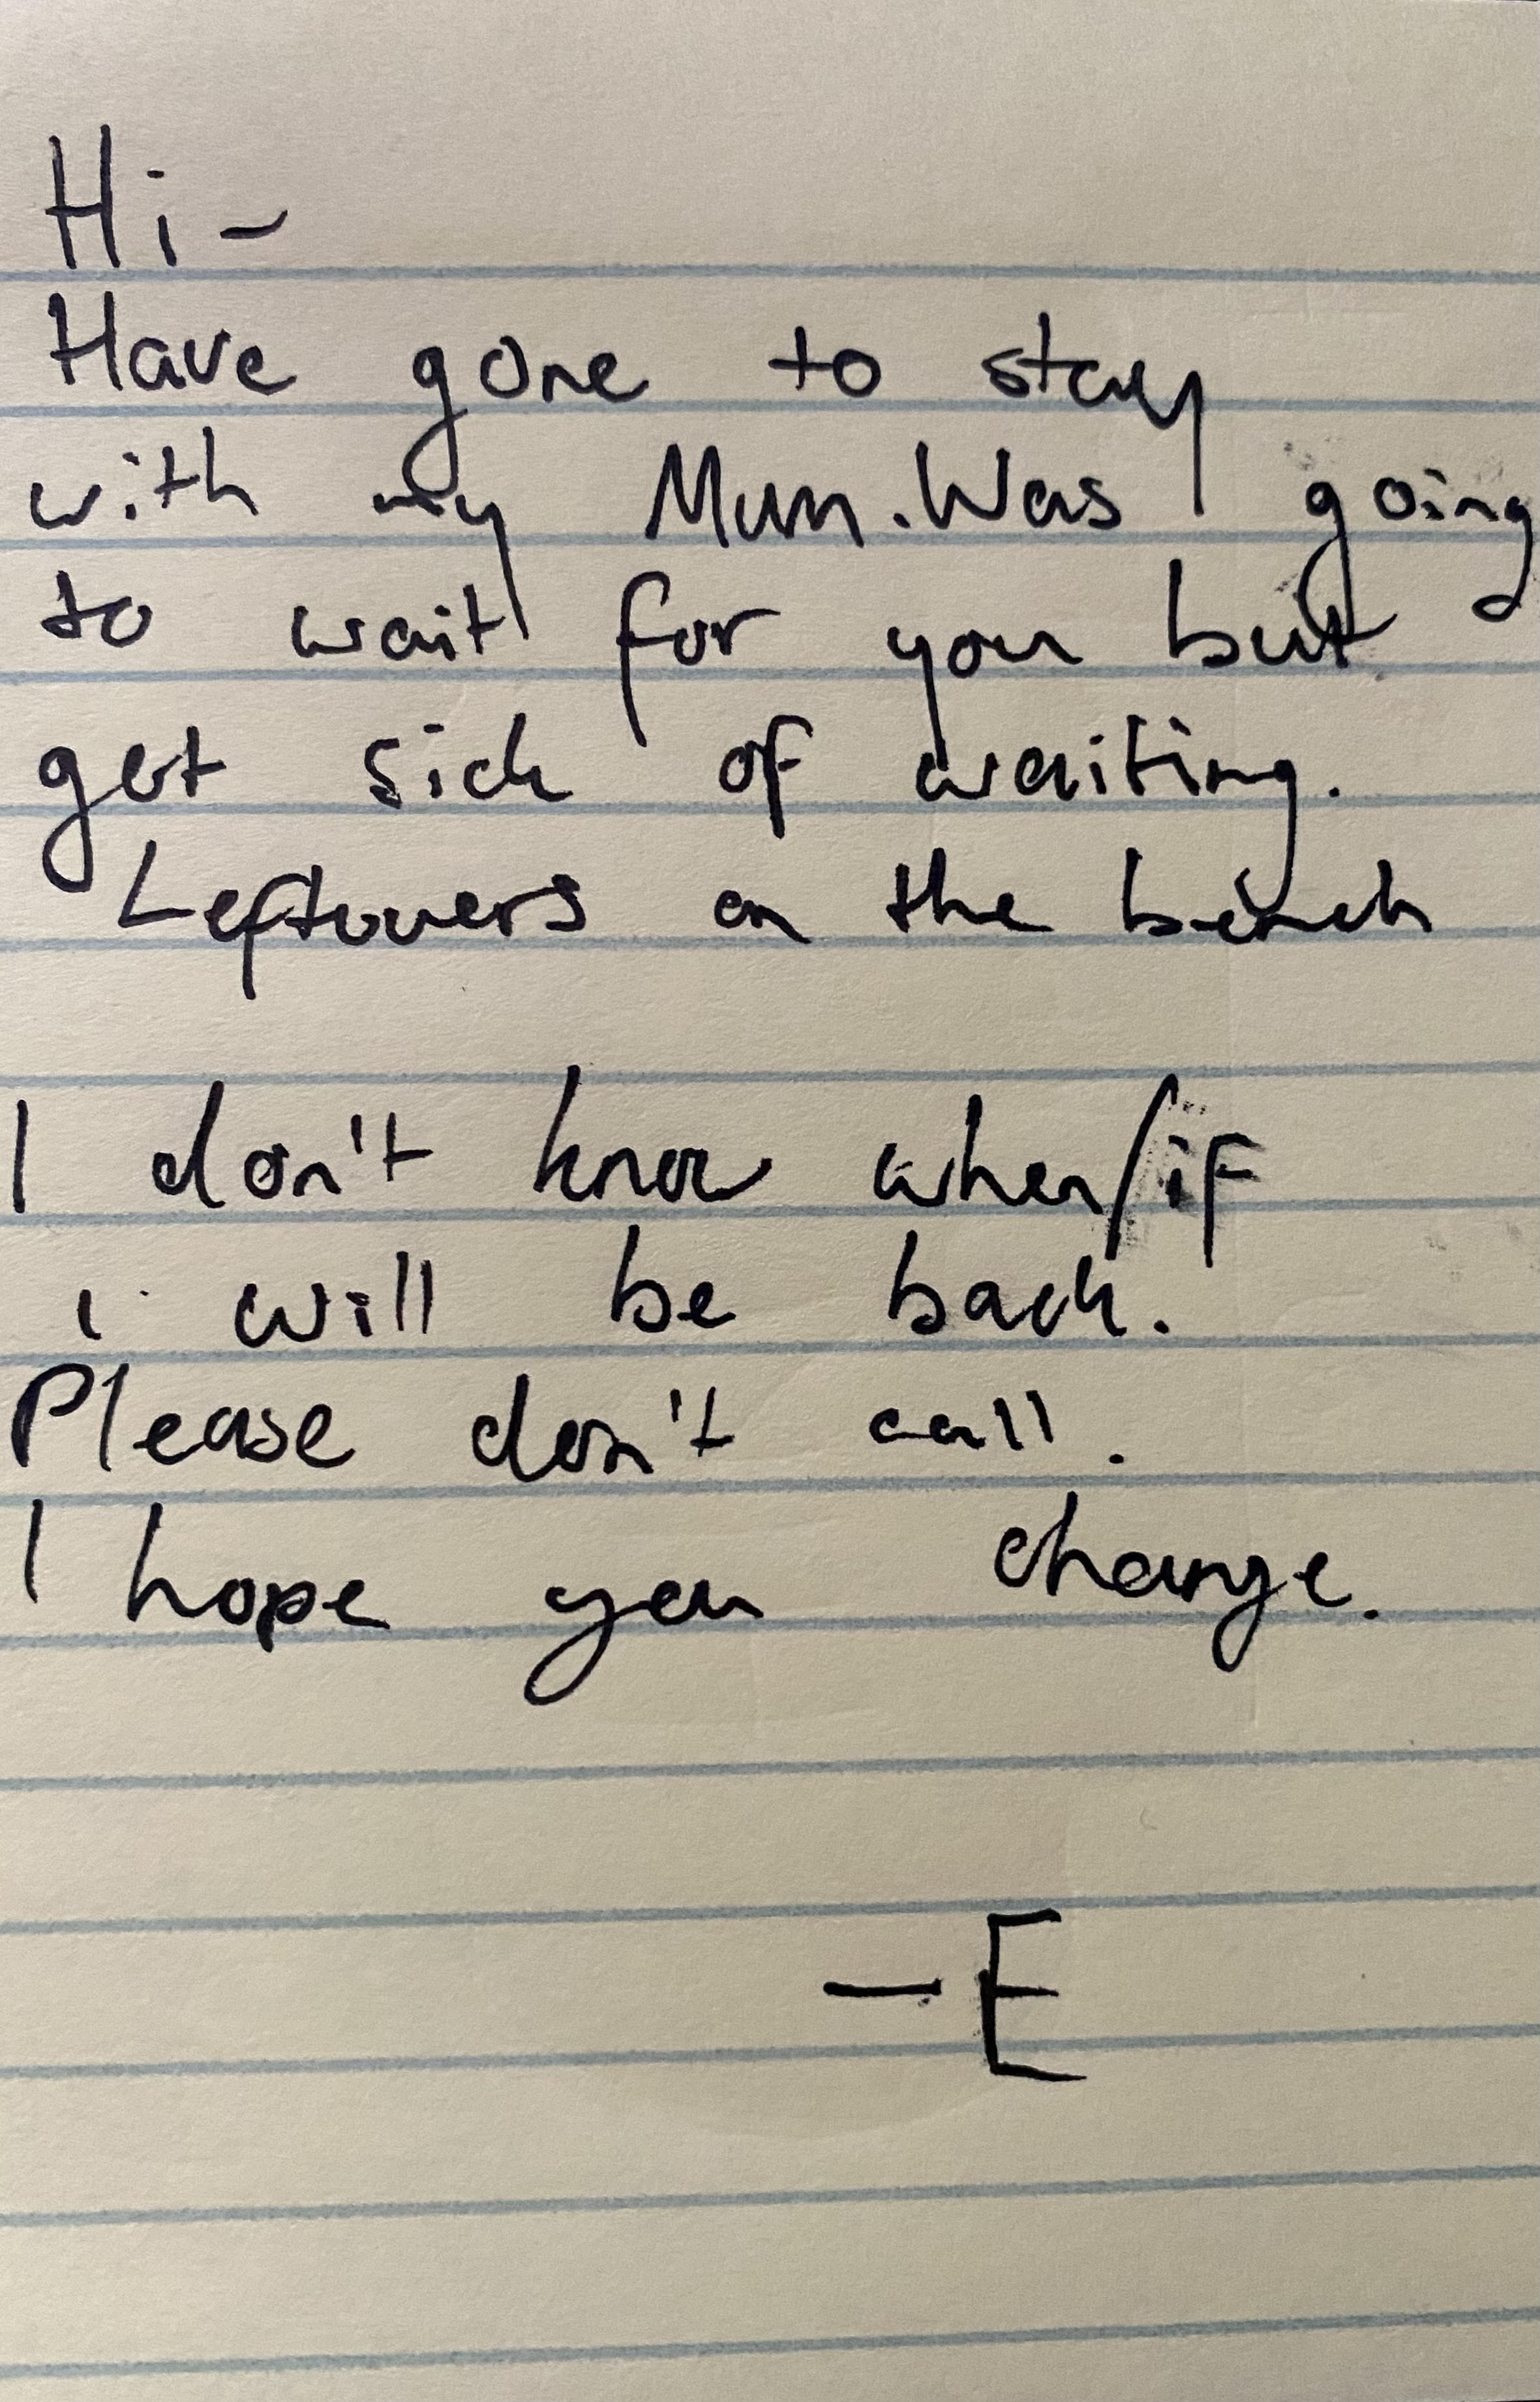 Hi-
Have gone to stay
with my Mum. Was going
to wait for you but
get sick of waiting.
Leftovers on the bench
I don't know when/if
i will be back.
Please don't call.
I hope you change.
-E